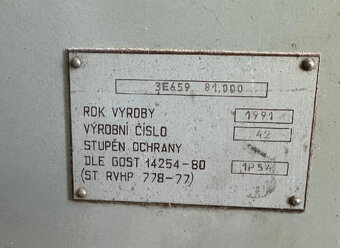 3E659 81.000
ROK VÝROBY 1991
VÝROBNÍ ČÍSLO 42
STUPĚN OCHRANY
DLE GOST 14254-80 IP54
(ST. RVHP 778-77)